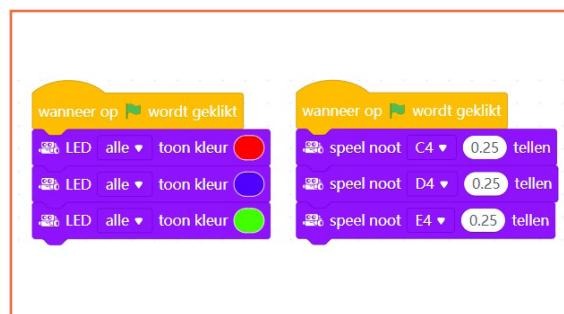 wanneer op wordt geklikt
LED alle toon kleur
LED alle toon kleur
LED alle toon kleur
wanneer op wordt geklikt
speel noot C4 0.25 tellen
speel noot D4 0.25 tellen
speel noot E4 0.25 tellen